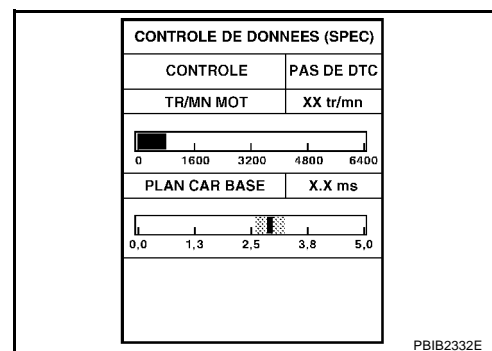 CONTROLE DE DONNEES (SPEC)
CONTROLE PAS DE DTC
TR/MN MOT XX tr/mn
0 1600 3200 4800 6400
PLAN CAR BASE X.X ms
0,0 1,3 2,5 3,8 5,0
PBIB2332E